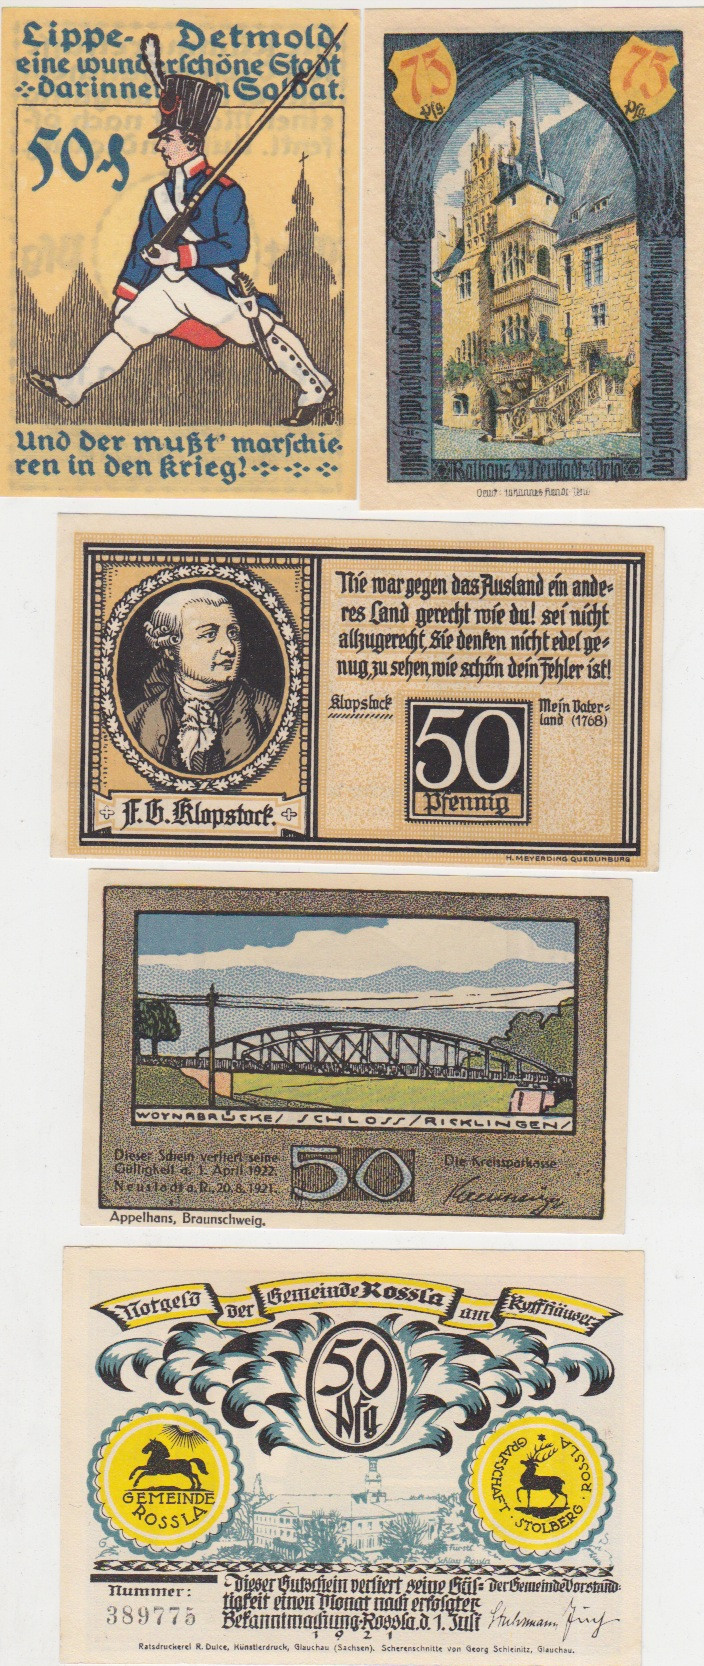 Lippe- Detmold,
eine wunderschöne Stadt
darinnen Soldat.
50
Und der mußt' marschie-
ren in den Krieg!
75 75
Pfg. Pfg.
Rathaus Neustadt
F. G. Klopstock.
Nie war gegen das Ausland ein ande-
res Land gerecht wie du! sei nicht
allzugerecht, Sie denken nicht edel ge-
nug, zu sehen, wie schön dein Fehler ist!
Klopstock
50
Pfennig
Mein Vater-
land (1768)
H. MEYERDING QUEDLINBURG
WOYNABRÜCKE / SCHLOSS / RICKLINGEN /
Dieser Schein verliert seine
Gültigkeit a. 1. April 1922.
Neustadt a. R., 20. 8. 1921.
50
Die Kreissparkasse
Appelhans, Braunschweig.
Notgeld der Gemeinde Rossla am Kyffhäuser
50
Pfg
GEMEINDE
ROSSLA
GRAFSCHAFT · STOLBERG · ROSSLA
Schloss Rossla
Nummer:
389775
Dieser Gutschein verliert seine Gül-
tigkeit einen Monat nach erfolgter
Bekanntmachung. Rossla. d. 1. Juli
1921
der Gemeindevorstand:
Ratsdruckerei R. Dulce, Künstlerdruck, Glauchau (Sachsen). Scherenschnitte von Georg Schleinitz, Glauchau.